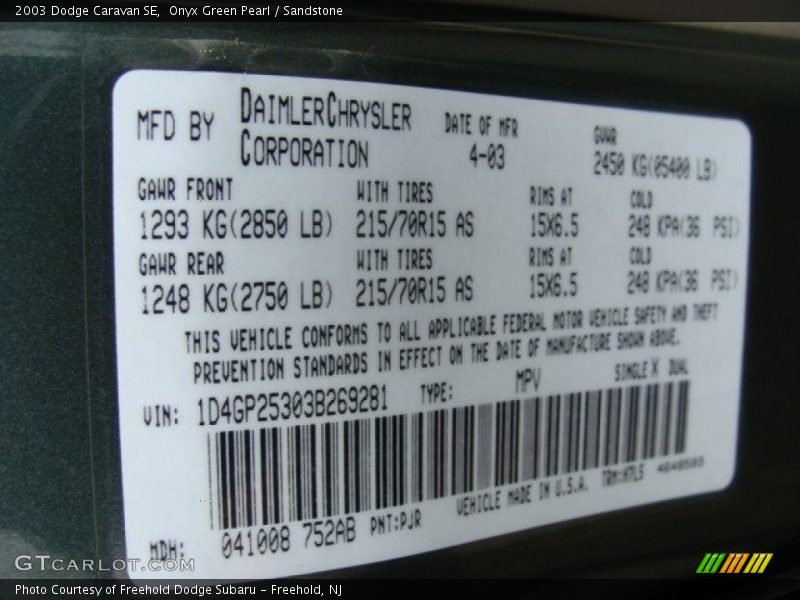 2003 Dodge Caravan SE,  Onyx Green Pearl / Sandstone
MFD BY DAIMLERCHRYSLER CORPORATION DATE OF MFR 4-03 GVWR 2450 KG(05400 LB)
GAWR FRONT WITH TIRES RIMS AT COLD
1293 KG(2850 LB) 215/70R15 AS 15X6.5 248 KPA(36 PSI)
GAWR REAR WITH TIRES RIMS AT COLD
1248 KG(2750 LB) 215/70R15 AS 15X6.5 248 KPA(36 PSI)
THIS VEHICLE CONFORMS TO ALL APPLICABLE FEDERAL MOTOR VEHICLE SAFETY AND THEFT
PREVENTION STANDARDS IN EFFECT ON THE DATE OF MANUFACTURE SHOWN ABOVE.
VIN: 1D4GP25303B269281 TYPE: MPV SINGLE X DUAL
MDH: 041008 752AB PNT:PJR VEHICLE MADE IN U.S.A. TRM:H7L5
GTCARLOT.COM
Photo Courtesy of Freehold Dodge Subaru – Freehold, NJ